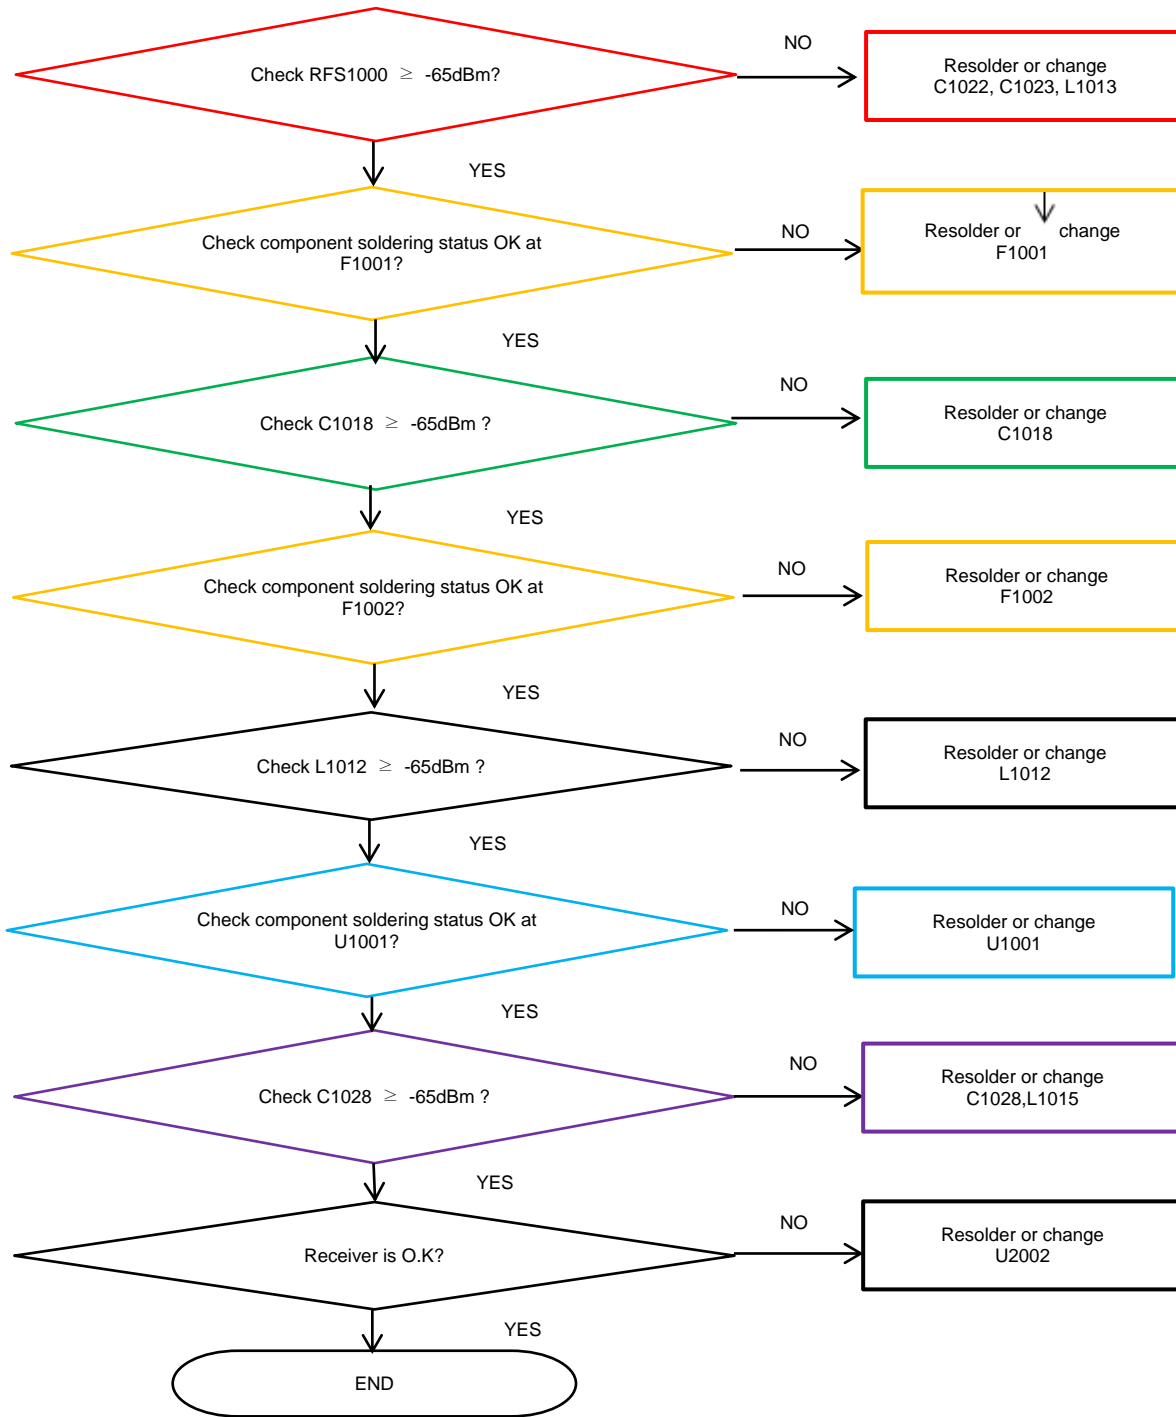 NO
Check RFS1000 ≥ -65dBm?
Resolder or change
C1022, C1023, L1013
YES
NO
Check component soldering status OK at
F1001?
Resolder or change
F1001
YES
NO
Check C1018 ≥ -65dBm ?
Resolder or change
C1018
YES
NO
Check component soldering status OK at
F1002?
Resolder or change
F1002
YES
NO
Check L1012 ≥ -65dBm ?
Resolder or change
L1012
YES
NO
Check component soldering status OK at
U1001?
Resolder or change
U1001
YES
NO
Check C1028 ≥ -65dBm ?
Resolder or change
C1028,L1015
YES
NO
Receiver is O.K?
Resolder or change
U2002
YES
END